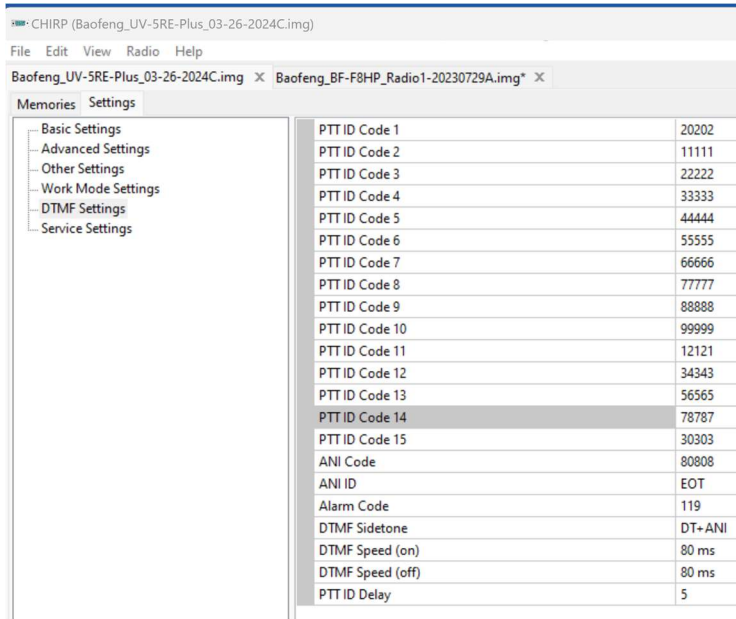 CHIRP (Baofeng_UV-5RE-Plus_03-26-2024C.img)
File Edit View Radio Help
Baofeng_UV-5RE-Plus_03-26-2024C.img X Baofeng_BF-F8HP_Radio1-20230729A.img* X
Memories Settings
Basic Settings
Advanced Settings
Other Settings
Work Mode Settings
DTMF Settings
Service Settings
PTT ID Code 1 20202
PTT ID Code 2 11111
PTT ID Code 3 22222
PTT ID Code 4 33333
PTT ID Code 5 44444
PTT ID Code 6 55555
PTT ID Code 7 66666
PTT ID Code 8 77777
PTT ID Code 9 88888
PTT ID Code 10 99999
PTT ID Code 11 12121
PTT ID Code 12 34343
PTT ID Code 13 56565
PTT ID Code 14 78787
PTT ID Code 15 30303
ANI Code 80808
ANI ID EOT
Alarm Code 119
DTMF Sidetone DT+ANI
DTMF Speed (on) 80 ms
DTMF Speed (off) 80 ms
PTT ID Delay 5